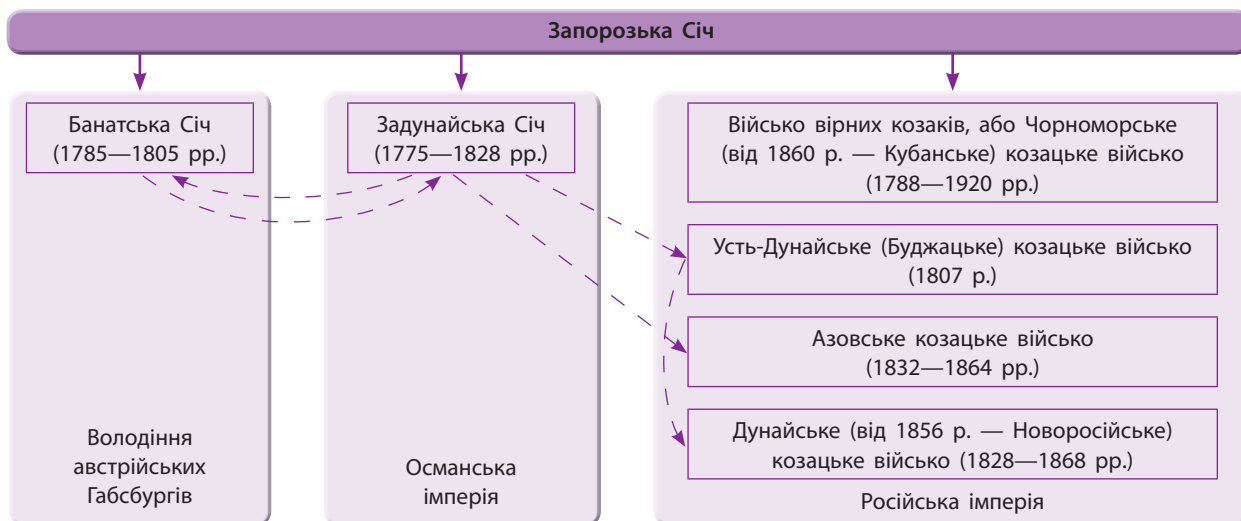 Запорозька Січ
Банатська Січ
(1785—1805 рр.)
Володіння
австрійських
Габсбургів
Задунайська Січ
(1775—1828 рр.)
Османська
імперія
Військо вірних козаків, або Чорноморське
(від 1860 р. — Кубанське) козацьке військо
(1788—1920 рр.)
Усть-Дунайське (Буджацьке) козацьке військо
(1807 р.)
Азовське козацьке військо
(1832—1864 рр.)
Дунайське (від 1856 р. — Новоросійське)
козацьке військо (1828—1868 рр.)
Російська імперія